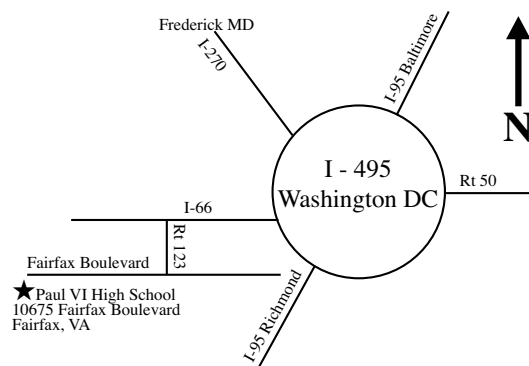 Frederick MD
I-270
I-95 Baltimore
N
I - 495
Washington DC
Rt 50
I-66
Rt 123
Fairfax Boulevard
Paul VI High School
10675 Fairfax Boulevard
Fairfax, VA
I-95 Richmond